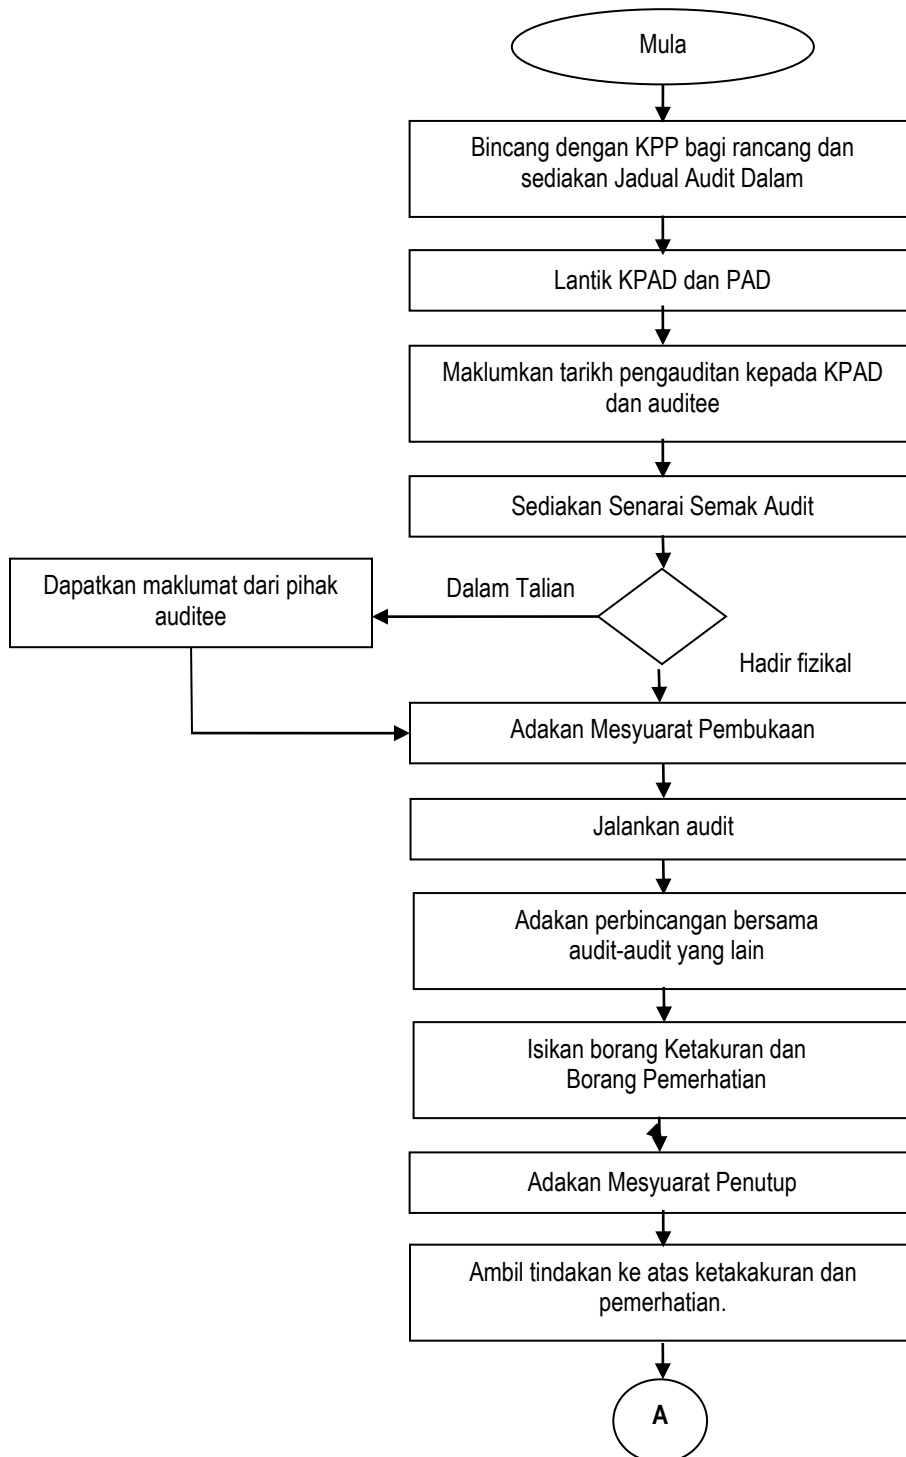 Mula
Bincang dengan KPP bagi rancang dan
sediakan Jadual Audit Dalam
Lantik KPAD dan PAD
Maklumkan tarikh pengauditan kepada KPAD
dan auditee
Sediakan Senarai Semak Audit
Dapatkan maklumat dari pihak
auditee
Dalam Talian
Hadir fizikal
Adakan Mesyuarat Pembukaan
Jalankan audit
Adakan perbincangan bersama
audit-audit yang lain
Isikan borang Ketakuran dan
Borang Pemerhatian
Adakan Mesyuarat Penutup
Ambil tindakan ke atas ketakakuran dan
pemerhatian.
A